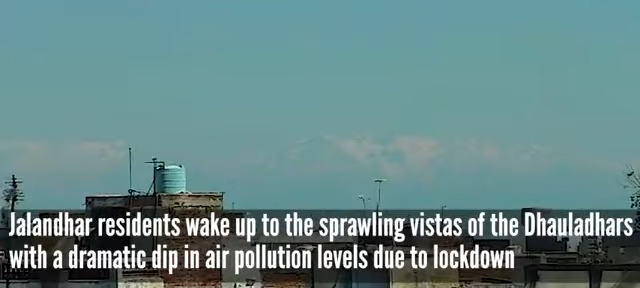 Jalandhar residents wake up to the sprawling vistas of the Dhauladhars
with a dramatic dip in air pollution levels due to lockdown